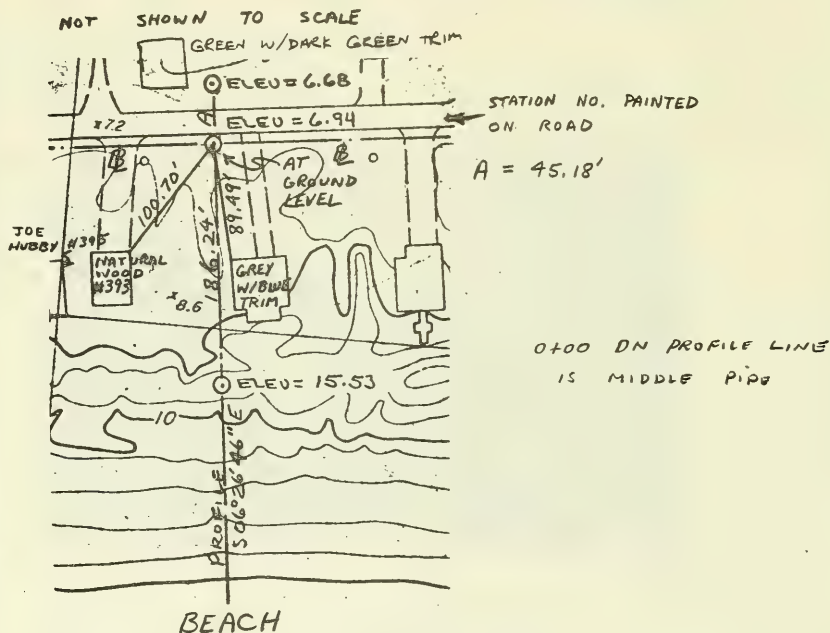 NOT SHOWN TO SCALE
GREEN W/DARK GREEN TRIM
ELEV = 6.68
A
ELEV = 6.94
STATION NO. PAINTED
ON ROAD
x7.2
A = 45.18'
AT
GROUND
LEVEL
100.70'
186.24'
89.49'
JOE
HUBBY #395
NATURAL
WOOD
#393
GREY
W/BLUE
TRIM
x8.6
0+00 ON PROFILE LINE
IS MIDDLE PIPE
ELEV = 15.53
10
PROFILE
S06°26'46"E
BEACH